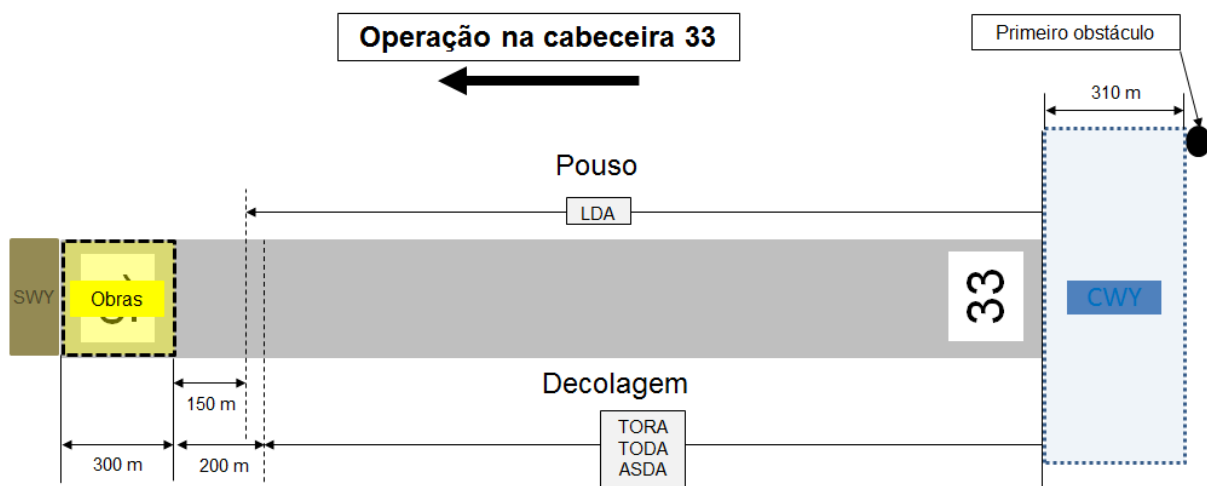 Operação na cabeceira 33
Primeiro obstáculo
310 m
Pouso
LDA
SWY
Obras
33
CWY
150 m
Decolagem
TORA
TODA
ASDA
300 m
200 m